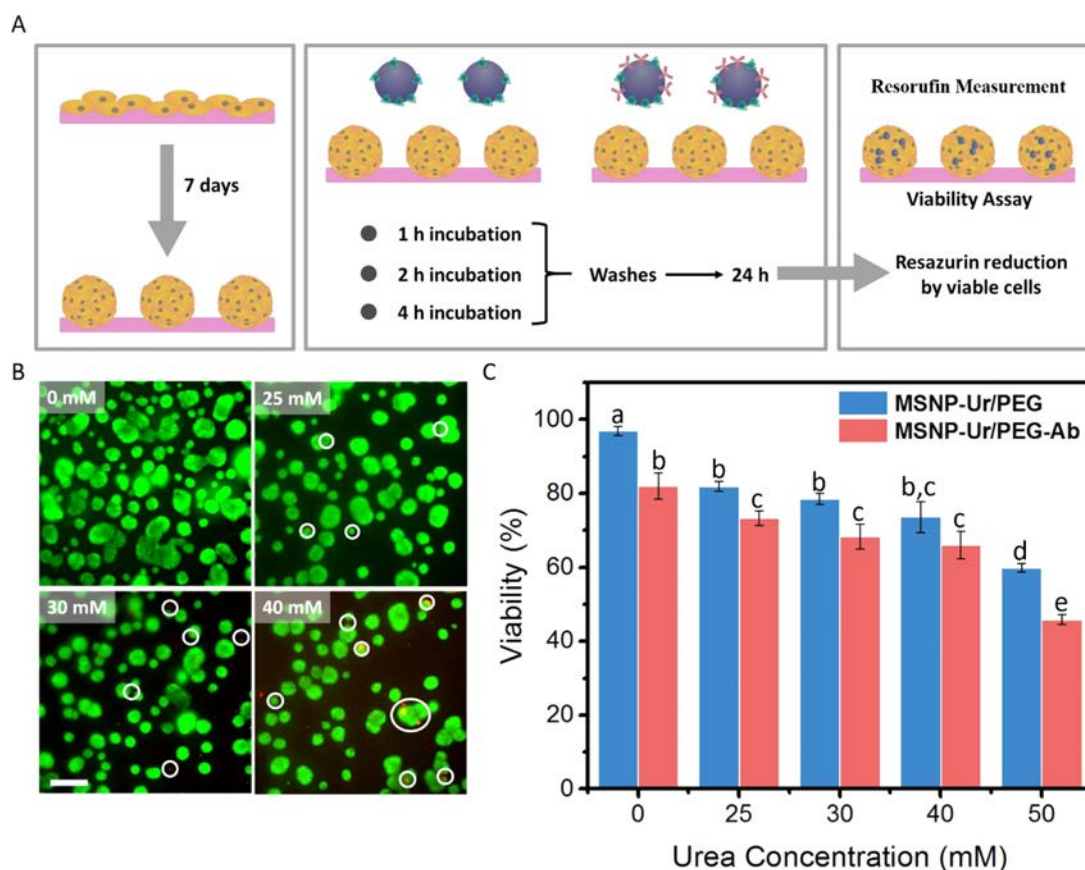 A
7 days
1 h incubation
2 h incubation
4 h incubation
Washes
24 h
Resorufin Measurement
Viability Assay
Resazurin reduction
by viable cells
B
0 mM
25 mM
30 mM
40 mM
C
MSNP-Ur/PEG
MSNP-Ur/PEG-Ab
Viability (%)
100
80
60
40
20
0
a
b
b
c
b
c
b,c
c
d
e
0
25
30
40
50
Urea Concentration (mM)